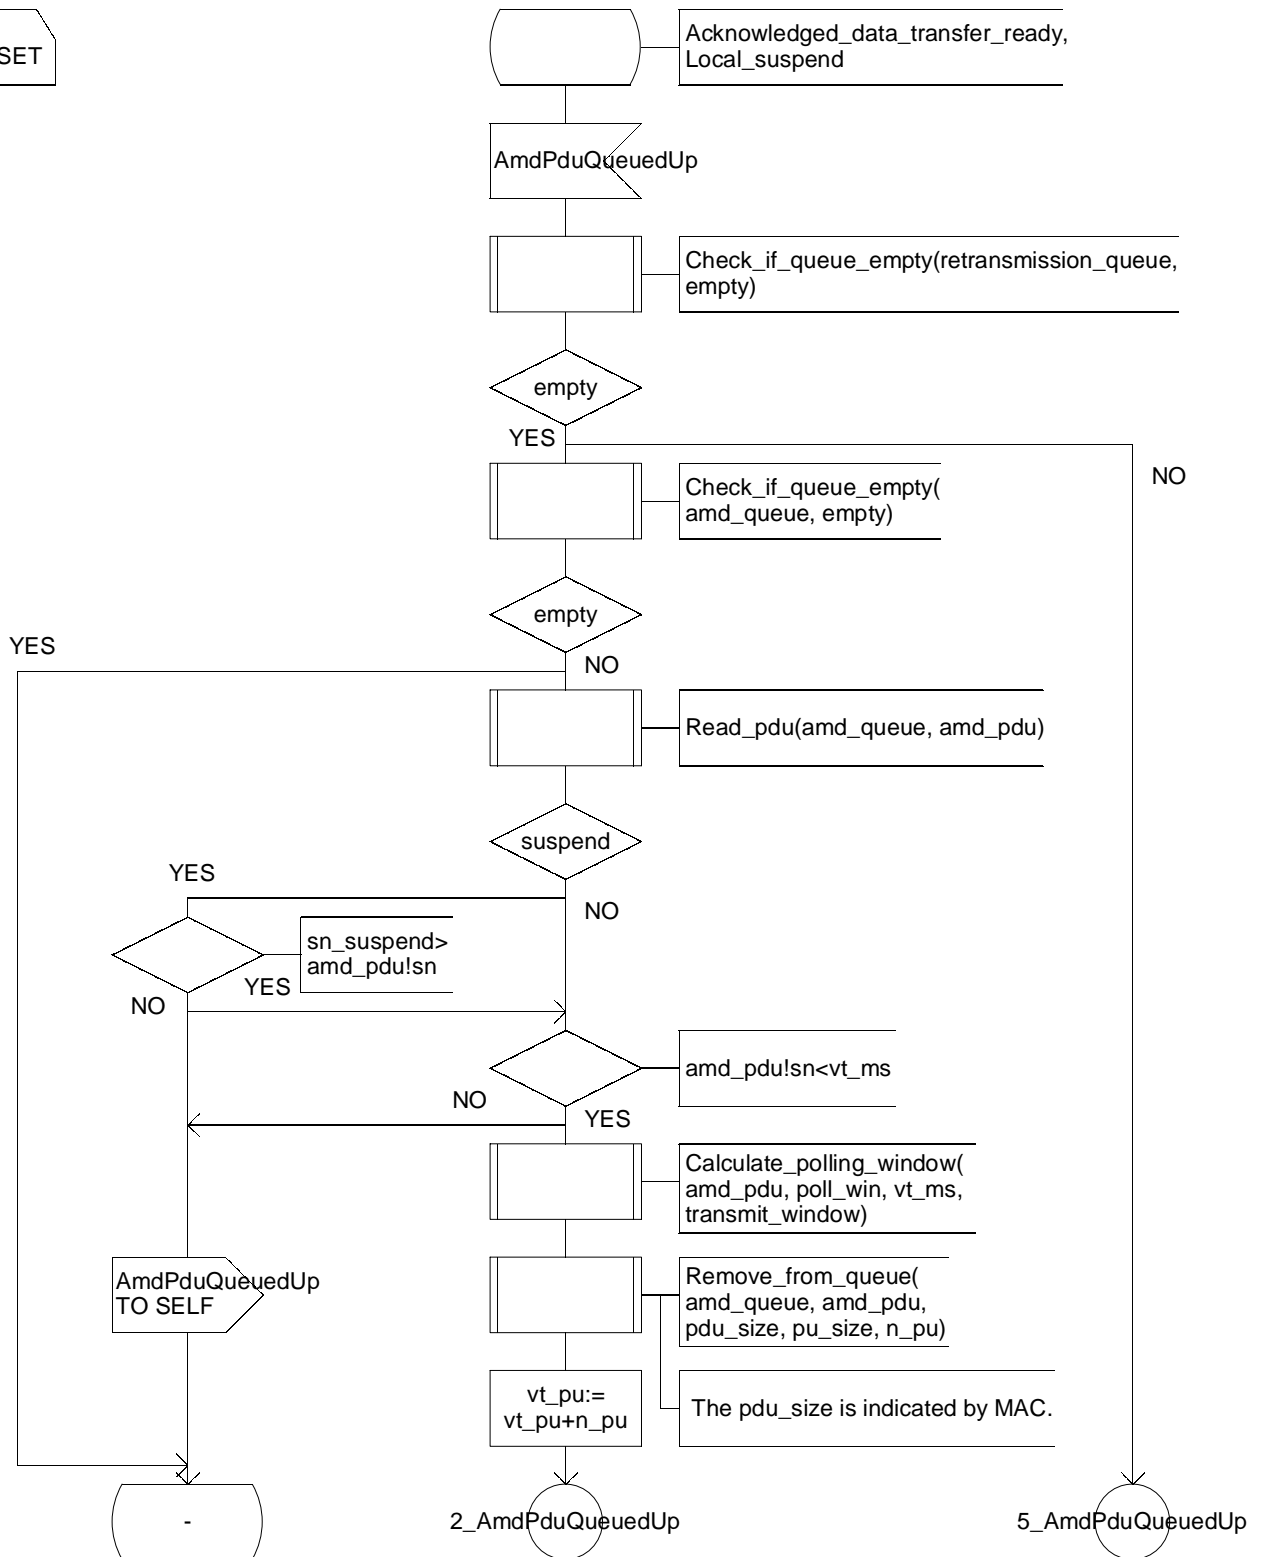 SET
Acknowledged_data_transfer_ready,
Local_suspend
AmdPduQueuedUp
Check_if_queue_empty(retransmission_queue,
empty)
empty
YES
NO
Check_if_queue_empty(
amd_queue, empty)
empty
YES
NO
Read_pdu(amd_queue, amd_pdu)
suspend
YES
NO
sn_suspend>
amd_pdu!sn
YES
NO
amd_pdu!sn<vt_ms
NO
YES
Calculate_polling_window(
amd_pdu, poll_win, vt_ms,
transmit_window)
AmdPduQueuedUp
TO SELF
Remove_from_queue(
amd_queue, amd_pdu,
pdu_size, pu_size, n_pu)
vt_pu:=
vt_pu+n_pu
The pdu_size is indicated by MAC.
-
2_AmdPduQueuedUp
5_AmdPduQueuedUp